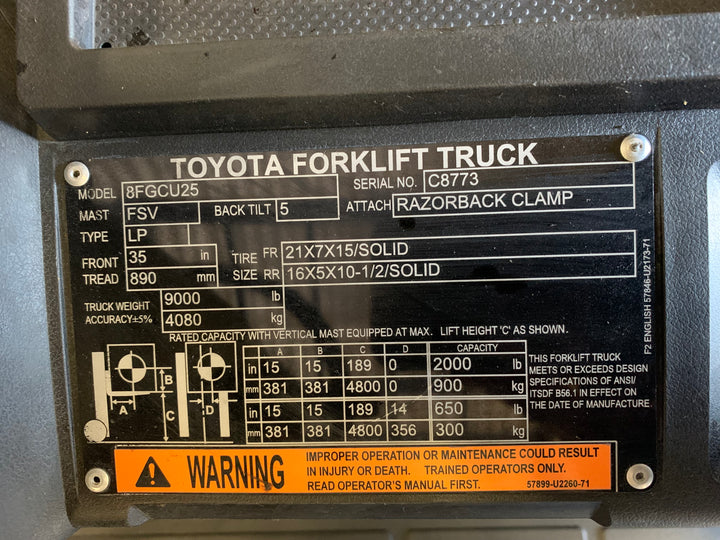 TOYOTA FORKLIFT TRUCK
MODEL 8FGCU25 SERIAL NO. C8773
MAST FSV BACK TILT 5 ATTACH RAZORBACK CLAMP
TYPE LP
FRONT TREAD 35 in 890 mm
TIRE SIZE FR 21X7X15/SOLID
RR 16X5X10-1/2/SOLID
TRUCK WEIGHT ACCURACY±5% 9000 lb
4080 kg
RATED CAPACITY WITH VERTICAL MAST EQUIPPED AT MAX. LIFT HEIGHT 'C' AS SHOWN.
A B C D
A B C D CAPACITY
in 15 15 189 0 2000 lb
mm 381 381 4800 0 900 kg
in 15 15 189 14 650 lb
mm 381 381 4800 356 300 kg
THIS FORKLIFT TRUCK
MEETS OR EXCEEDS DESIGN
SPECIFICATIONS OF ANSI/
ITSDF B56.1 IN EFFECT ON
THE DATE OF MANUFACTURE.
F2 ENGLISH 57846-U2173-71
WARNING
IMPROPER OPERATION OR MAINTENANCE COULD RESULT
IN INJURY OR DEATH. TRAINED OPERATORS ONLY.
READ OPERATOR'S MANUAL FIRST. 57899-U2260-71